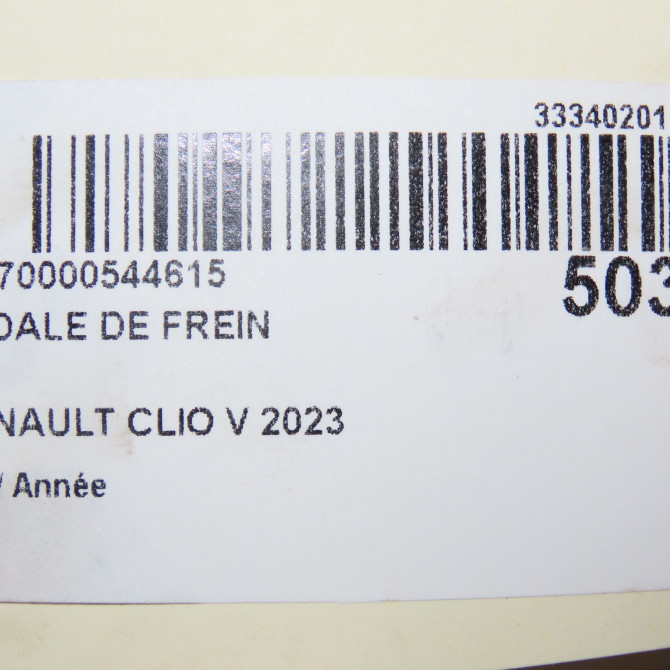 33340201
70000544615
503
DALE DE FREIN
NAULT CLIO V 2023
/ Année